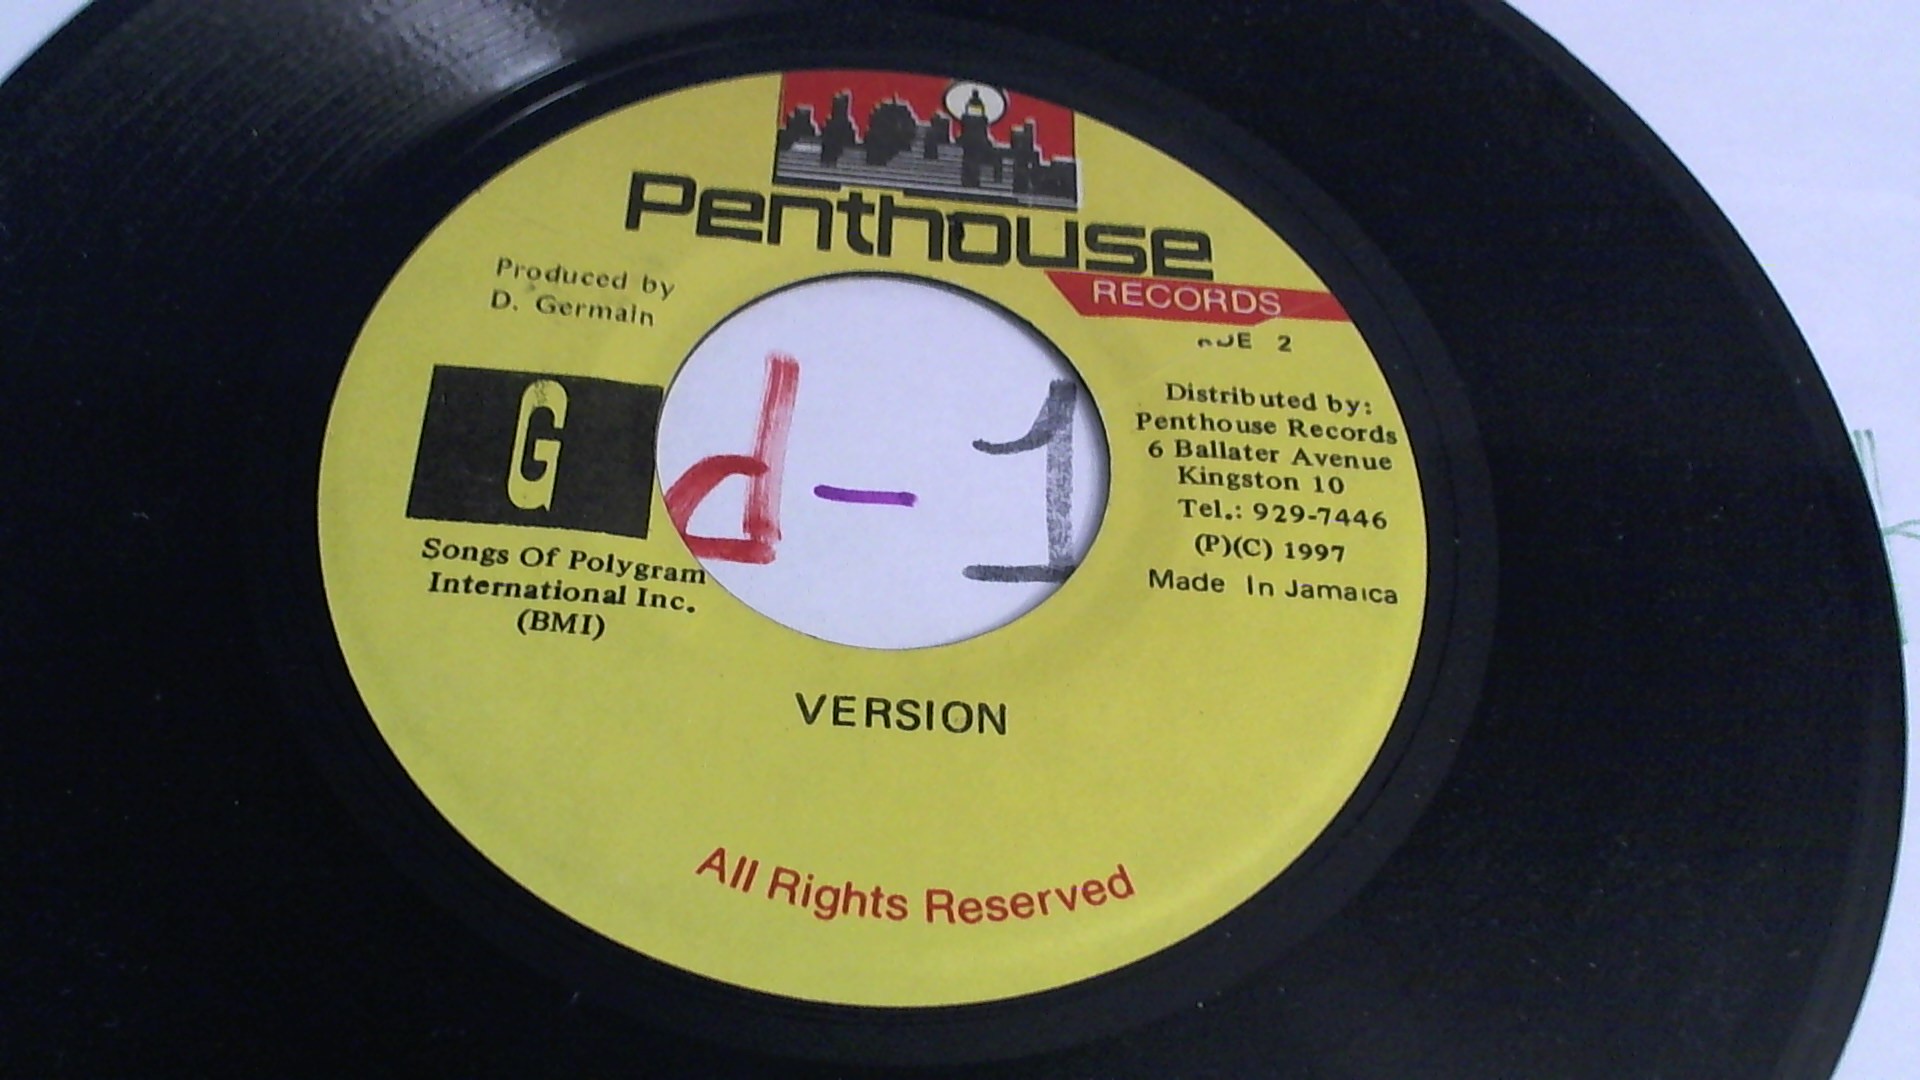 Penthouse
RECORDS
Produced by
D. Germain
2
G
Songs Of Polygram
International Inc.
(BMI)
d-1
Distributed by:
Penthouse Records
6 Ballater Avenue
Kingston 10
Tel.: 929-7446
(P)(C) 1997
Made In Jamaica
VERSION
All Rights Reserved